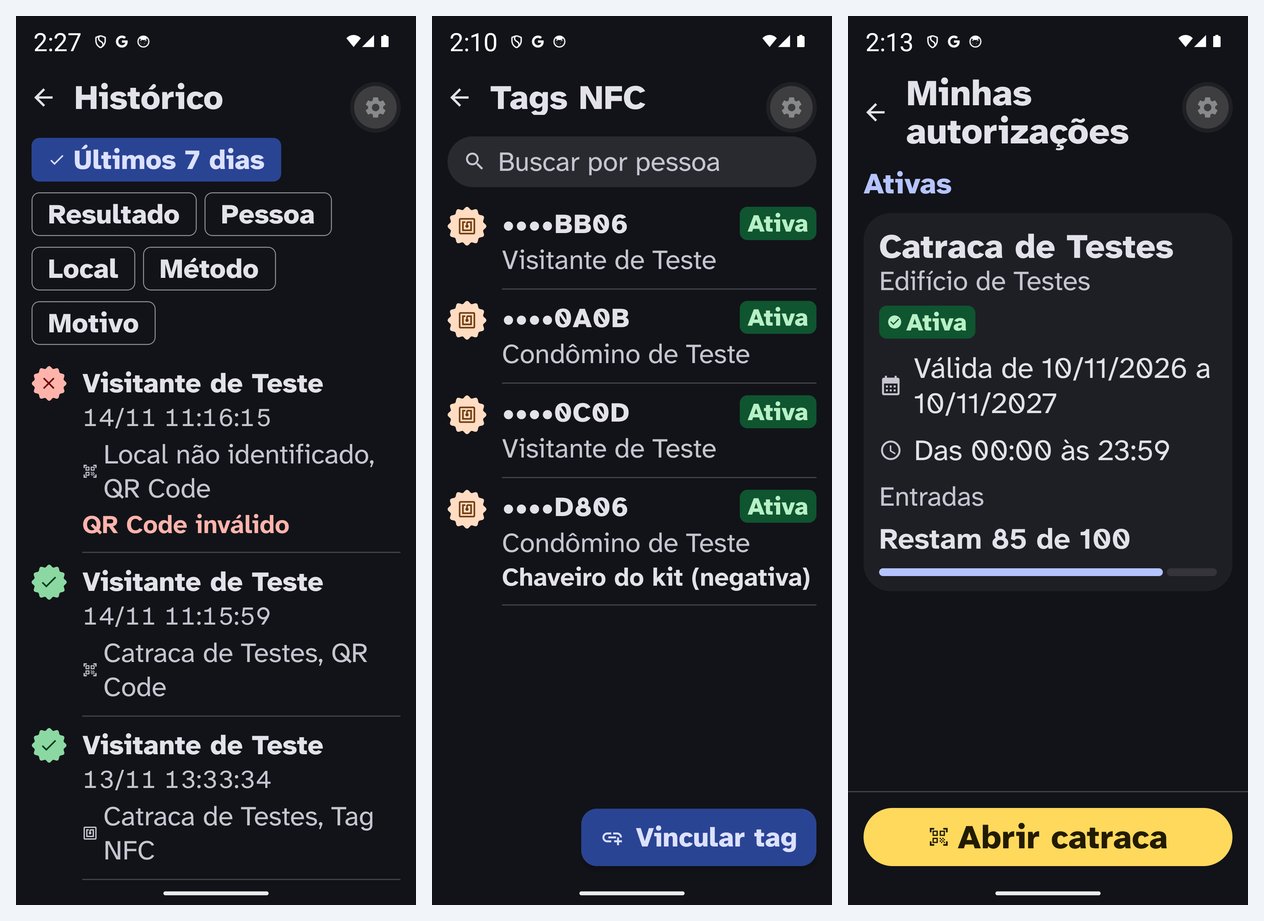 2:27
Histórico
Últimos 7 dias
Resultado
Pessoa
Local
Método
Motivo
Visitante de Teste
14/11 11:16:15
Local não identificado,
QR Code
QR Code inválido
Visitante de Teste
14/11 11:15:59
Catraca de Testes, QR
Code
Visitante de Teste
13/11 13:33:34
Catraca de Testes, Tag
NFC
2:10
Tags NFC
Buscar por pessoa
••••BB06
Ativa
Visitante de Teste
••••0A0B
Ativa
Condômino de Teste
••••0C0D
Ativa
Visitante de Teste
••••D806
Ativa
Condômino de Teste
Chaveiro do kit (negativa)
Vincular tag
2:13
Minhas
autorizações
Ativas
Catraca de Testes
Edifício de Testes
Ativa
Válida de 10/11/2026 a
10/11/2027
Das 00:00 às 23:59
Entradas
Restam 85 de 100
Abrir catraca